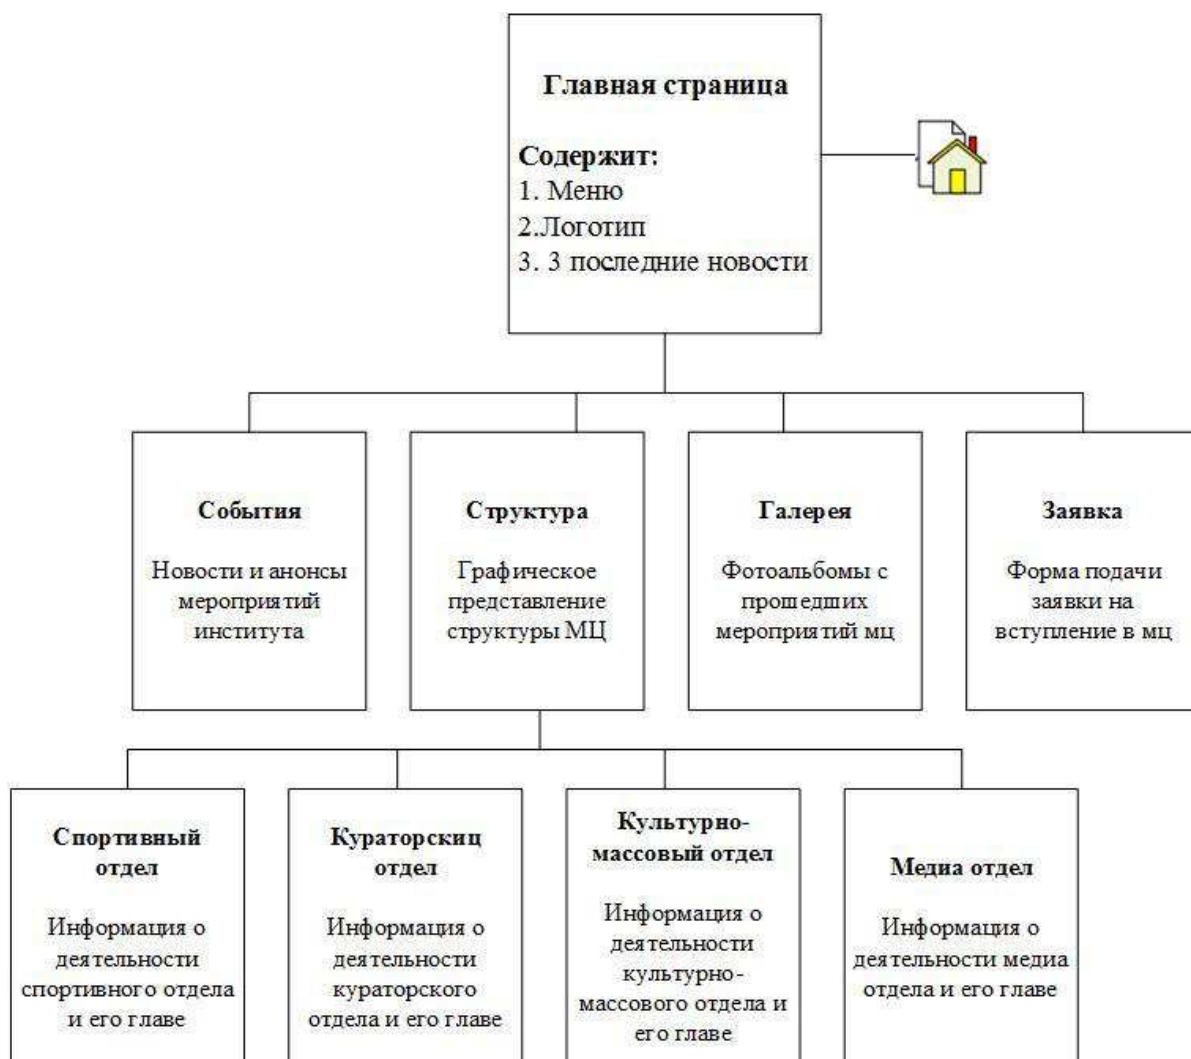 Главная страница
Содержит:
1. Меню
2.Логотип
3. 3 последние новости
События
Новости и анонсы
мероприятий
института
Структура
Графическое
представление
структуры МЦ
Галерея
Фотоальбомы с
прошедших
мероприятий мц
Заявка
Форма подачи
заявки на
вступление в мц
Спортивный
отдел
Информация о
деятельности
спортивного отдела
и его главе
Кураторскиц
отдел
Информация о
деятельности
кураторского
отдела и его главе
Культурно-
массовый отдел
Информация о
деятельности
культурно-
массового отдела и
его главе
Медиа отдел
Информация о
деятельности медиа
отдела и его главе